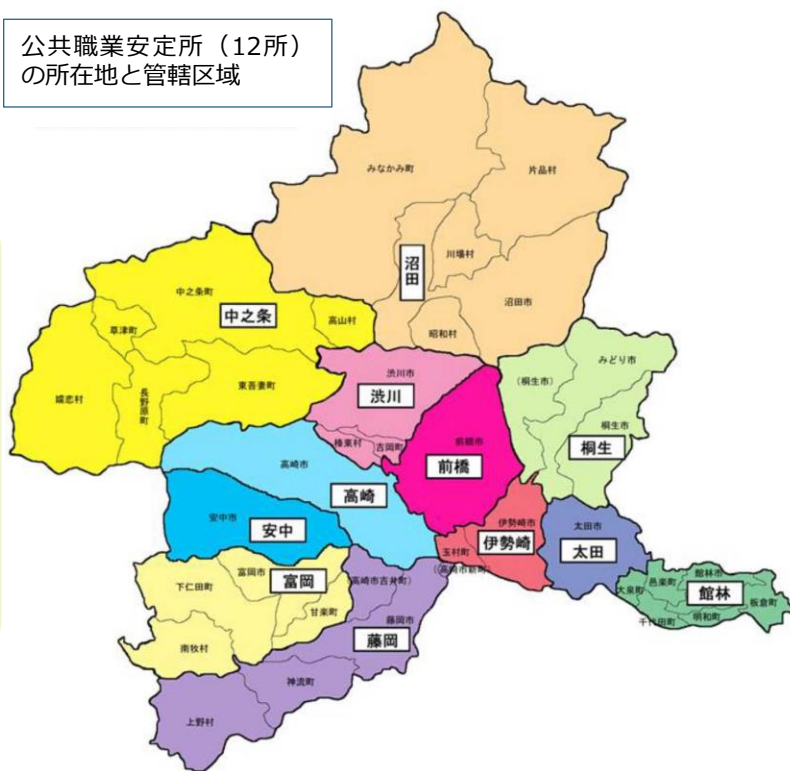 公共職業安定所（12所）
の所在地と管轄区域
みなかみ町
片品村
川場村
沼田
沼田市
昭和村
中之条町
中之条
高山村
草津町
嬬恋村
長野原町
東吾妻町
渋川市
渋川
榛東村
吉岡町
みどり市
(桐生市)
桐生市
桐生
前橋市
前橋
高崎市
高崎
安中市
安中
伊勢崎市
伊勢崎
玉村町
(高崎市新町)
太田市
太田
館林市
邑楽町
大泉町
館林
板倉町
明和町
千代田町
富岡市
下仁田町
富岡
甘楽町
南牧村
(高崎市吉井町)
藤岡市
藤岡
神流町
上野村